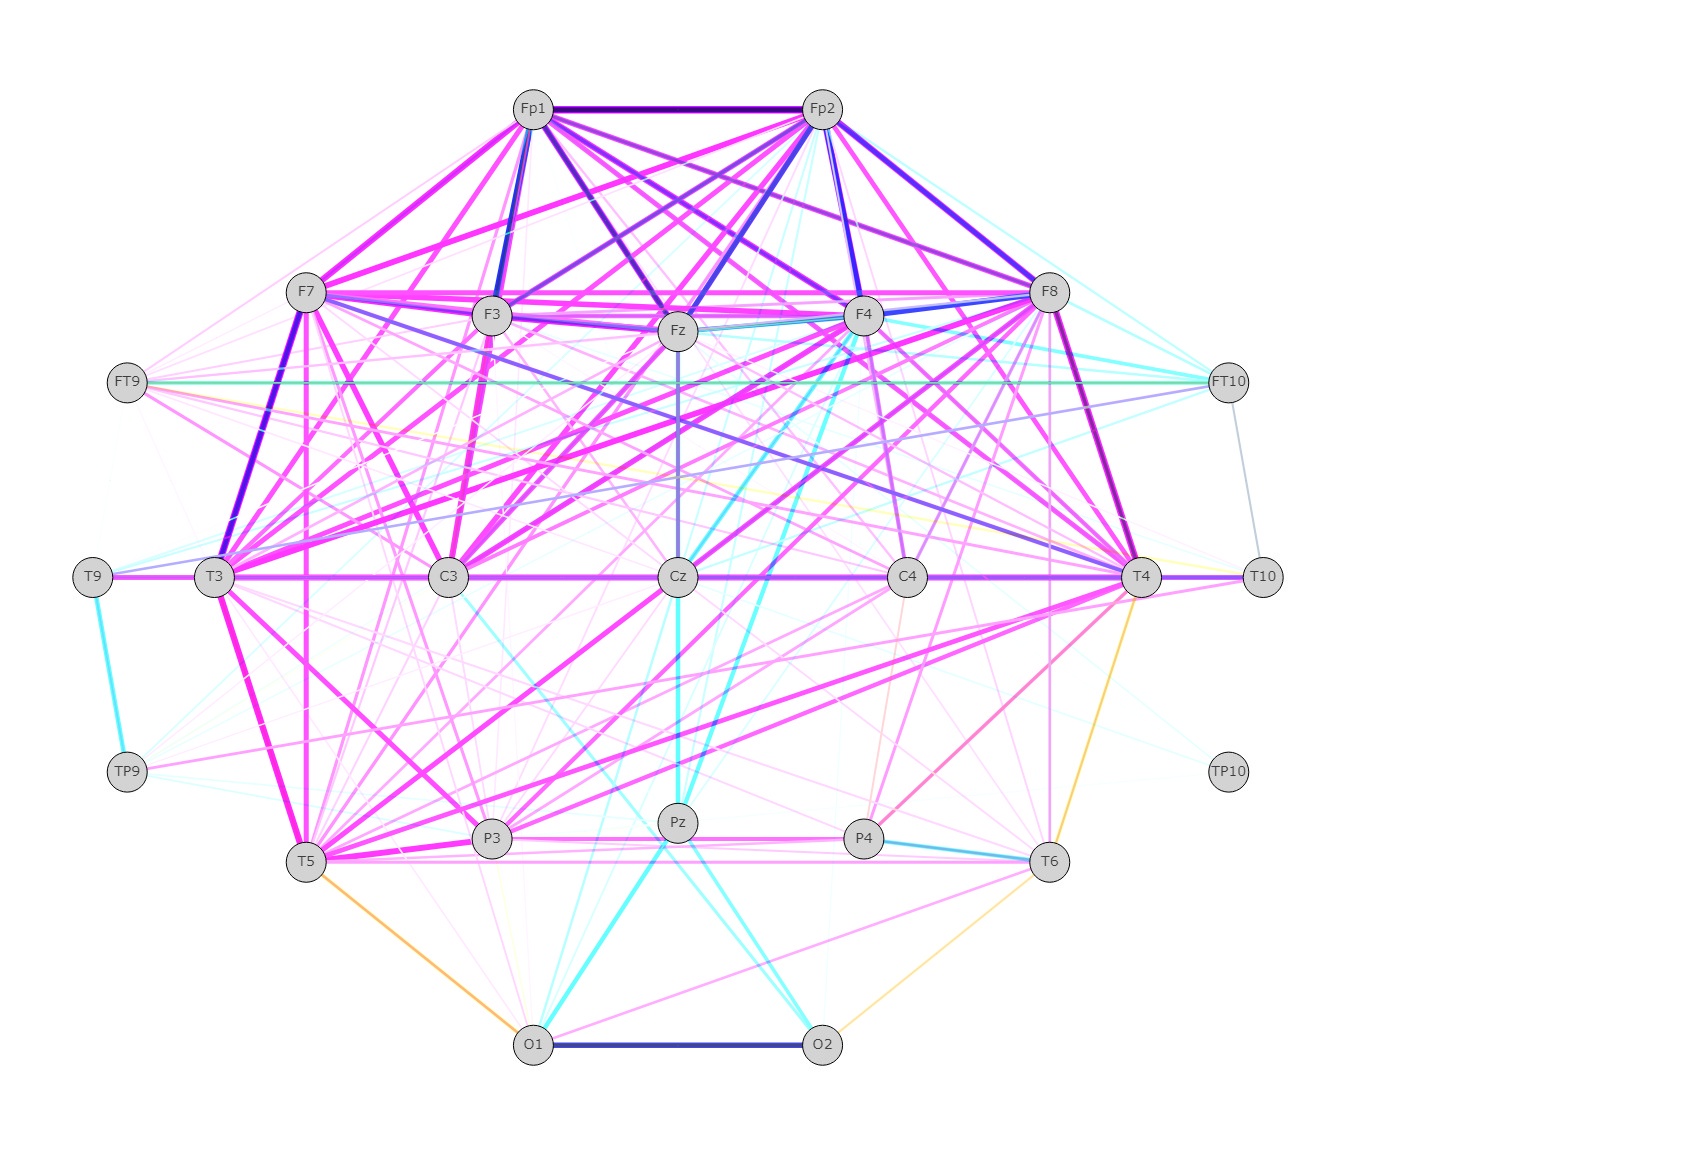 Fp1 Fp2
F7 F3 Fz F4 F8
FT9 FT10
T9 T3 C3 Cz C4 T4 T10
TP9 TP10
T5 P3 Pz P4 T6
O1 O2